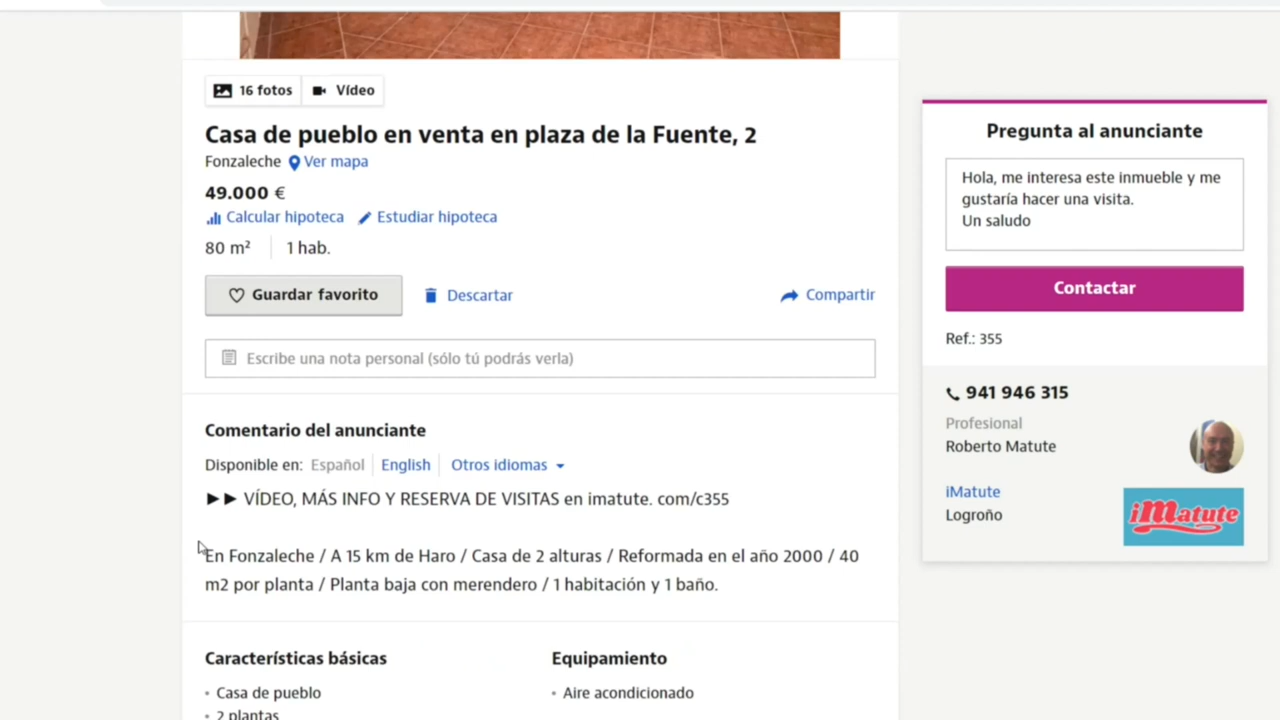 16 fotos
Vídeo
Casa de pueblo en venta en plaza de la Fuente, 2
Fonzaleche Ver mapa
49.000 €
Calcular hipoteca Estudiar hipoteca
80 m² 1 hab.
Guardar favorito Descartar Compartir
Escribe una nota personal (sólo tú podrás verla)
Comentario del anunciante
Disponible en: Español English Otros idiomas
►► VÍDEO, MÁS INFO Y RESERVA DE VISITAS en imatute. com/c355
En Fonzaleche / A 15 km de Haro / Casa de 2 alturas / Reformada en el año 2000 / 40
m2 por planta / Planta baja con merendero / 1 habitación y 1 baño.
Características básicas
• Casa de pueblo
• 2 plantas
Equipamiento
• Aire acondicionado
Pregunta al anunciante
Hola, me interesa este inmueble y me
gustaría hacer una visita.
Un saludo
Contactar
Ref.: 355
941 946 315
Profesional
Roberto Matute
iMatute
Logroño
iMatute